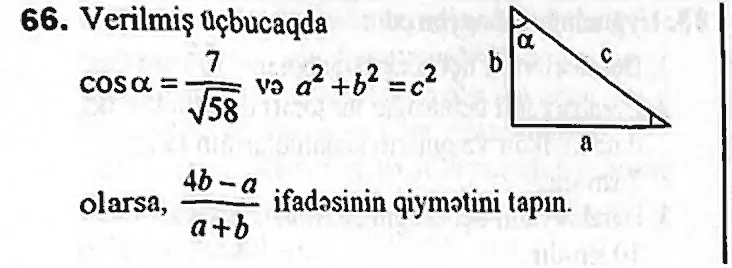 66. Verilmiş üçbucaqda
cos α = 7/√58 və a² + b² = c²
olarsa, (4b − a)/(a + b) ifadəsinin qiymətini tapın.
α
b
c
a